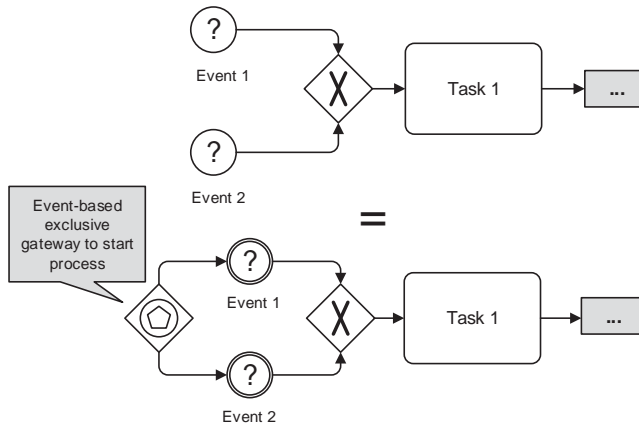 ?
Event 1
X
Task 1
...
?
Event 2
=
Event-based
exclusive
gateway to start
process
?
Event 1
X
Task 1
...
?
Event 2